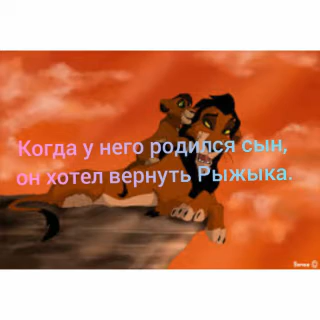 Когда у него родился сын,
он хотел вернуть Рыжыка.